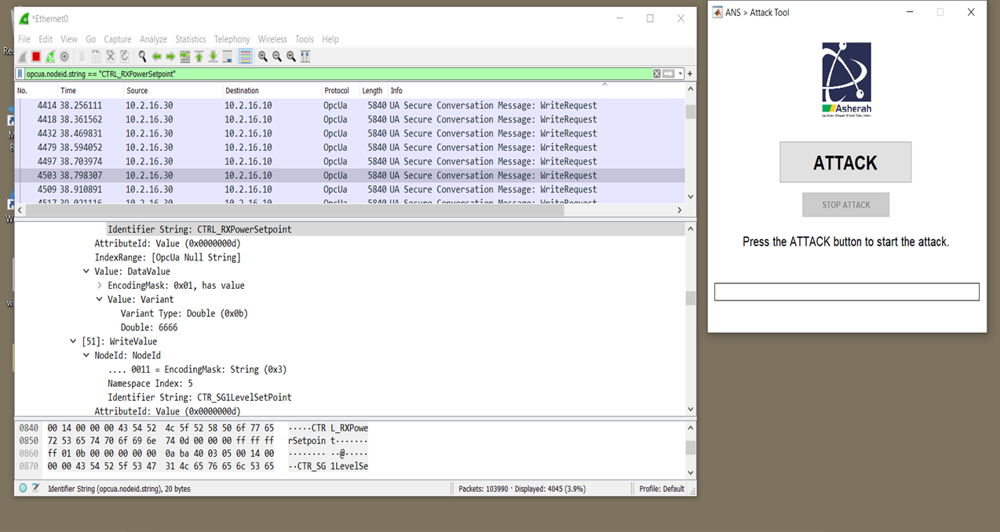 *Ethernet0
File Edit View Go Capture Analyze Statistics Telephony Wireless Tools Help
opcua.nodeid.string == "CTRL_RXPowerSetpoint"
No. Time Source Destination Protocol Length Info
4414 38.256111 10.2.16.30 10.2.16.10 OpcUa 5840 UA Secure Conversation Message: WriteRequest
4418 38.361562 10.2.16.30 10.2.16.10 OpcUa 5840 UA Secure Conversation Message: WriteRequest
4432 38.469831 10.2.16.30 10.2.16.10 OpcUa 5840 UA Secure Conversation Message: WriteRequest
4479 38.594052 10.2.16.30 10.2.16.10 OpcUa 5840 UA Secure Conversation Message: WriteRequest
4497 38.703974 10.2.16.30 10.2.16.10 OpcUa 5840 UA Secure Conversation Message: WriteRequest
4503 38.798307 10.2.16.30 10.2.16.10 OpcUa 5840 UA Secure Conversation Message: WriteRequest
4509 38.910891 10.2.16.30 10.2.16.10 OpcUa 5840 UA Secure Conversation Message: WriteRequest
4517 39.021116 10.2.16.30 10.2.16.10 OpcUa 5840 UA Secure Conversation Message: WriteRequest
Identifier String: CTRL_RXPowerSetpoint
AttributeId: Value (0x0000000d)
IndexRange: [OpcUa Null String]
Value: DataValue
EncodingMask: 0x01, has value
Value: Variant
Variant Type: Double (0x0b)
Double: 6666
[51]: WriteValue
NodeId: NodeId
.... 0011 = EncodingMask: String (0x3)
Namespace Index: 5
Identifier String: CTR_SG1LevelSetPoint
AttributeId: Value (0x0000000d)
0840 00 14 00 00 00 43 54 52 4c 5f 52 58 50 6f 77 65 ·····CTR L_RXPowe
0850 72 53 65 74 70 6f 69 6e 74 0d 00 00 00 ff ff ff rSetpoin t·······
0860 ff 01 0b 00 00 00 00 00 0a ba 40 03 05 00 14 00 ········ ··@·····
0870 00 00 43 54 52 5f 53 47 31 4c 65 76 65 6c 53 65 ··CTR_SG 1LevelSe
Identifier String (opcua.nodeid.string), 20 bytes
Packets: 103990 · Displayed: 4045 (3.9%)
Profile: Default
ANS > Attack Tool
Asherah
ATTACK
STOP ATTACK
Press the ATTACK button to start the attack.